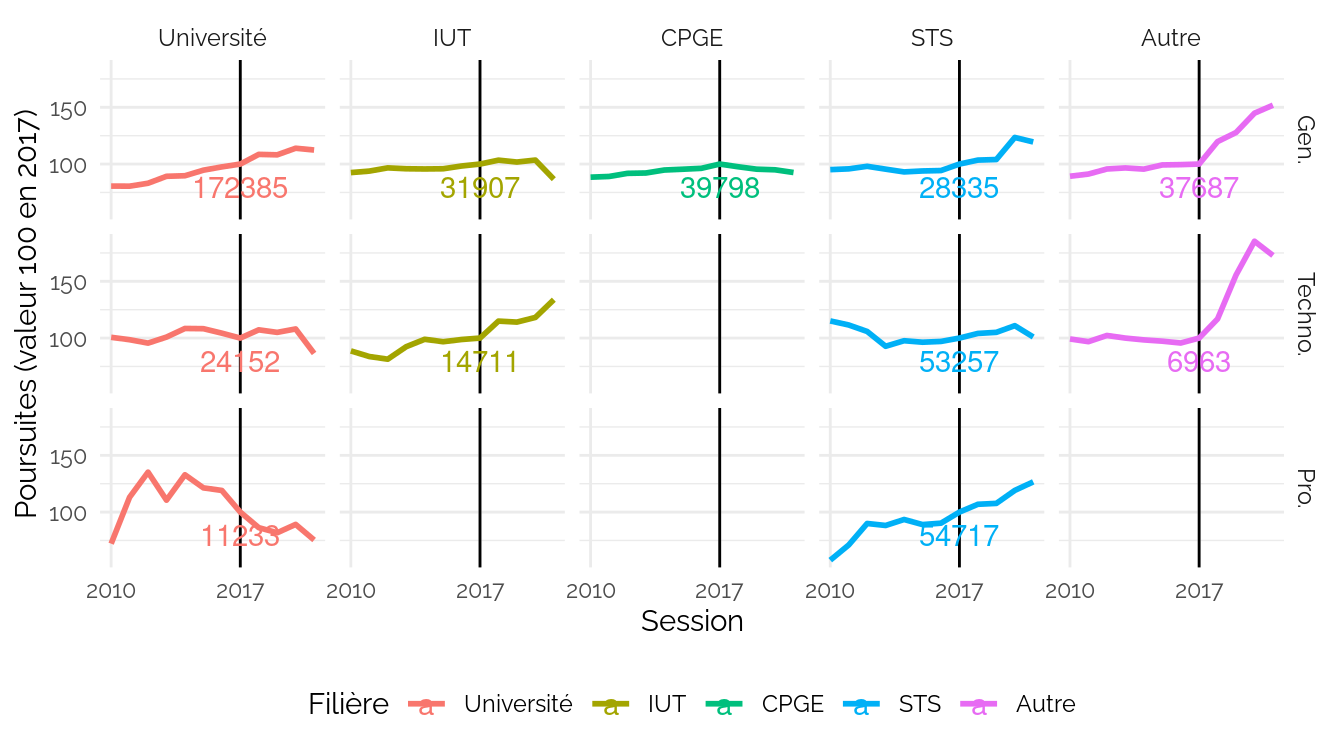 Université IUT CPGE STS Autre
Poursuites (valeur 100 en 2017)
150
100
172385 31907 39798 28335 37687
Gen.
150
100
24152 14711 53257 6963
Techno.
150
100
11233 54717
Pro.
2010 2017 2010 2017 2010 2017 2010 2017 2010 2017
Session
Filière a Université a IUT a CPGE a STS a Autre